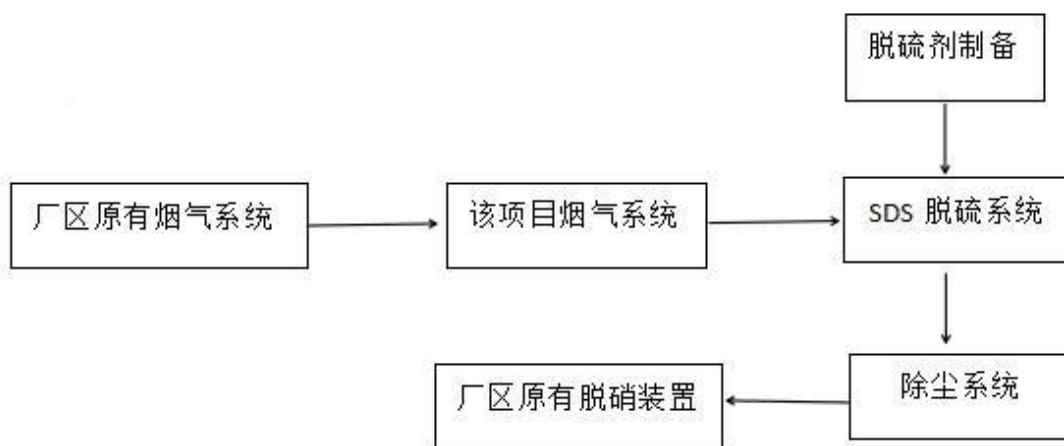 脱硫剂制备
厂区原有烟气系统
该项目烟气系统
SDS 脱硫系统
除尘系统
厂区原有脱硝装置